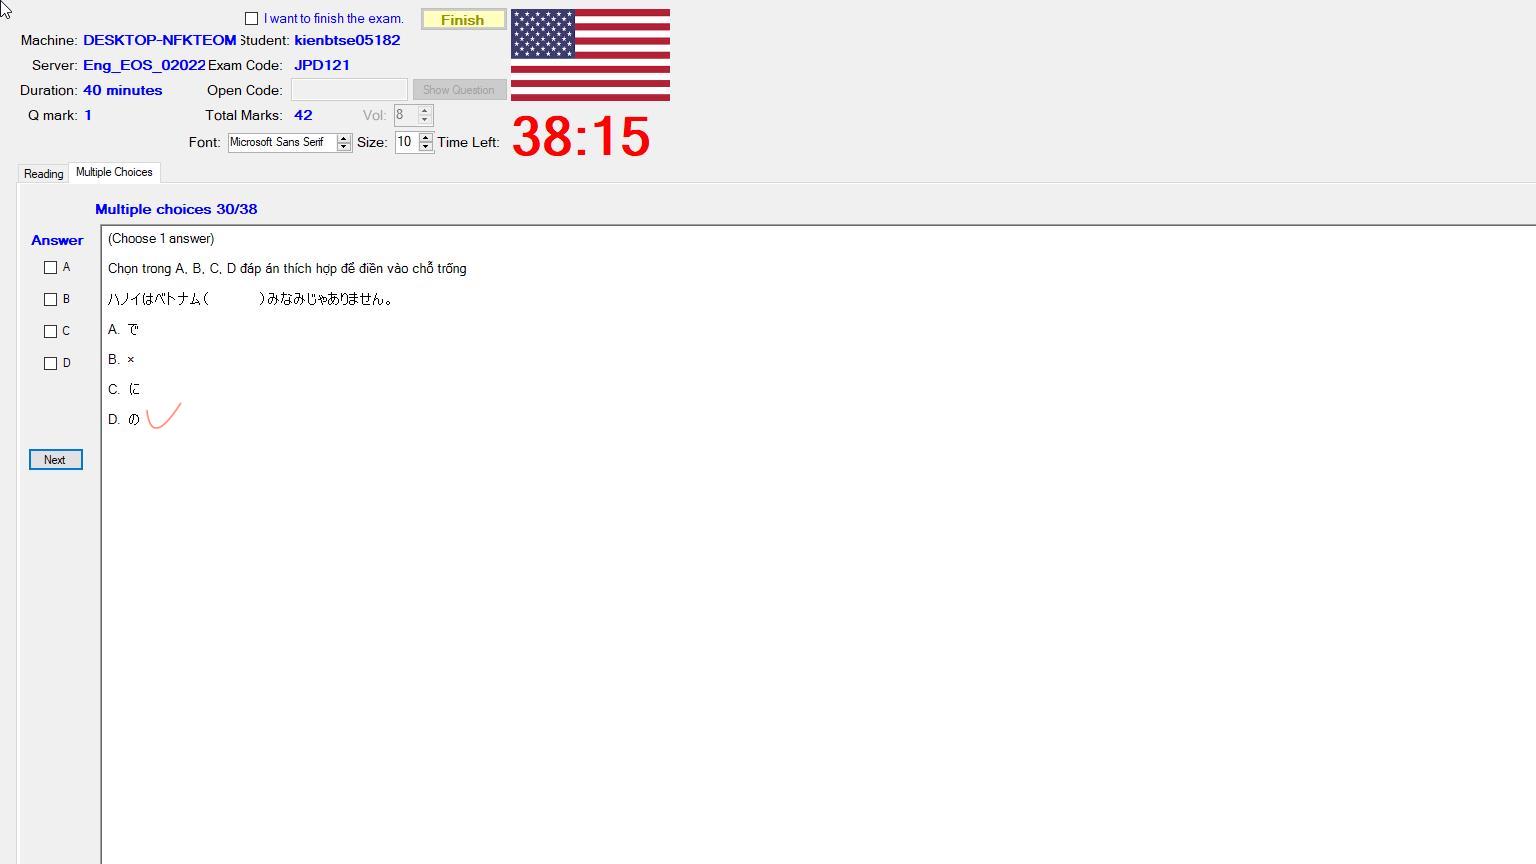 I want to finish the exam.
Finish
Machine: DESKTOP-NFKTEOM Student: kienbtse05182
Server: Eng_EOS_02022 Exam Code: JPD121
Duration: 40 minutes Open Code: Show Question
Q mark: 1 Total Marks: 42 Vol: 8
Font: Microsoft Sans Serif Size: 10 Time Left: 38:15
Reading Multiple Choices
Multiple choices 30/38
Answer
A
B
C
D
Next
(Choose 1 answer)
Chọn trong A, B, C, D đáp án thích hợp để điền vào chỗ trống
ハノイはベトナム( )みなみじゃありません。
A. で
B. ×
C. に
D. の